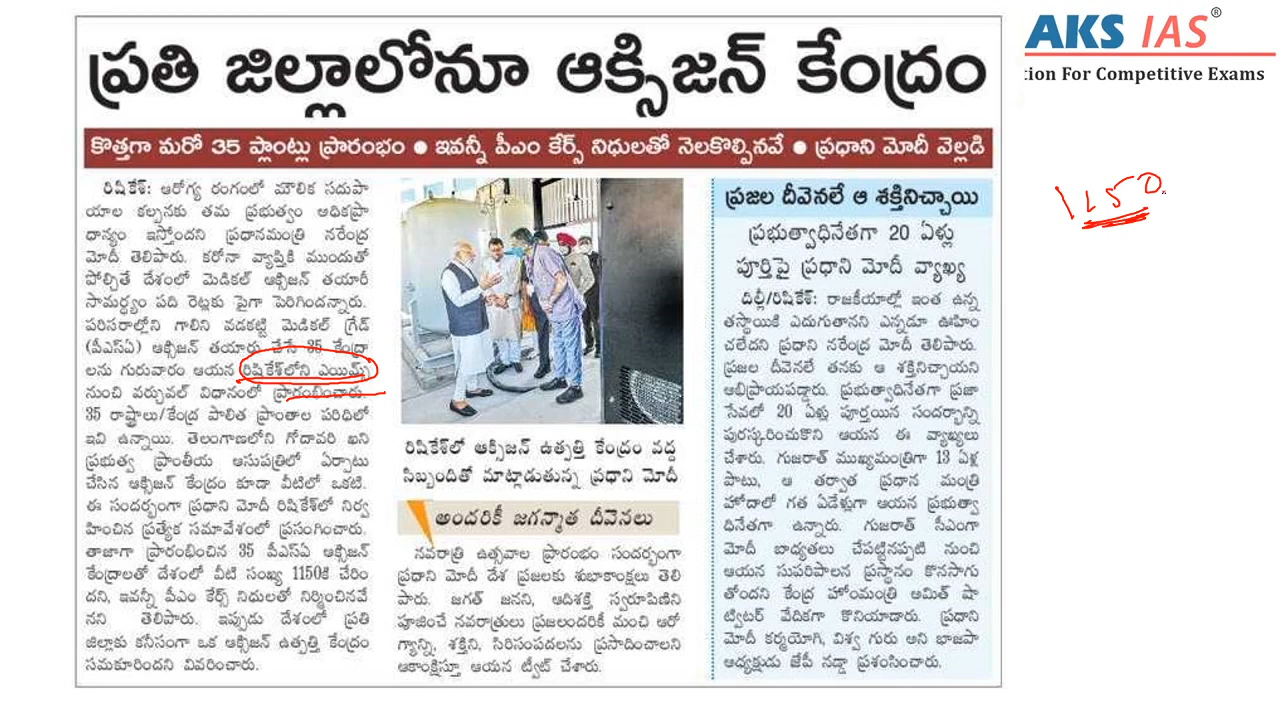 ప్రతి జిల్లాలోనూ ఆక్సిజన్ కేంద్రం
కొత్తగా మరో 35 ప్లాంట్లు ప్రారంభం ● ఇవన్నీ పీఎం కేర్స్ నిధులతో నెలకొల్పినవే ● ప్రధాని మోదీ వెల్లడి
రిషికేశ్: ఆరోగ్య రంగంలో మౌలిక సదుపా
యాల కల్పనకు తమ ప్రభుత్వం అధికప్రా
ధాన్యం ఇస్తోందని ప్రధానమంత్రి నరేంద్ర
మోదీ తెలిపారు. కరోనా వ్యాప్తికి ముందుతో
పోల్చితే దేశంలో మెడికల్ ఆక్సిజన్ తయారీ
సామర్థ్యం పది రెట్లకు పైగా పెరిగిందన్నారు.
పరిసరాల్లోని గాలిని వడకట్టి మెడికల్ గ్రేడ్
(పీఎస్ఏ) ఆక్సిజన్ తయారు చేసే 35 కేంద్రా
లను గురువారం ఆయన రిషికేశ్‌లోని ఎయిమ్స్
నుంచి వర్చువల్ విధానంలో ప్రారంభించారు.
35 రాష్ట్రాలు/కేంద్ర పాలిత ప్రాంతాల పరిధిలో
ఇవి ఉన్నాయి. తెలంగాణలోని గోదావరి ఖని
ప్రభుత్వ ప్రాంతీయ ఆసుపత్రిలో ఏర్పాటు
చేసిన ఆక్సిజన్ కేంద్రం కూడా వీటిలో ఒకటి.
ఈ సందర్భంగా ప్రధాని మోదీ రిషికేశ్‌లో నిర్వ
హించిన ప్రత్యేక సమావేశంలో ప్రసంగించారు.
తాజాగా ప్రారంభించిన 35 పీఎస్ఏ ఆక్సిజన్
కేంద్రాలతో దేశంలో వీటి సంఖ్య 1150కి చేరిం
దని, ఇవన్నీ పీఎం కేర్స్ నిధులతో నిర్మించినవే
నని తెలిపారు. ఇప్పుడు దేశంలో ప్రతి
జిల్లాకు కనీసంగా ఒక ఆక్సిజన్ ఉత్పత్తి కేంద్రం
సమకూరిందని వివరించారు.
రిషికేశ్‌లో ఆక్సిజన్ ఉత్పత్తి కేంద్రం వద్ద
సిబ్బందితో మాట్లాడుతున్న ప్రధాని మోదీ
అందరికీ జగన్మాత దీవెనలు
నవరాత్రి ఉత్సవాల ప్రారంభం సందర్భంగా
ప్రధాని మోదీ దేశ ప్రజలకు శుభాకాంక్షలు తెలి
పారు. జగత్ జనని, ఆదిశక్తి స్వరూపిణిని
పూజించే నవరాత్రులు ప్రజలందరికీ మంచి ఆరో
గ్యాన్ని, శక్తిని, సిరిసంపదలను ప్రసాదించాలని
ఆకాంక్షిస్తూ ఆయన ట్వీట్ చేశారు.
ప్రజల దీవెనలే ఆ శక్తినిచ్చాయి
ప్రభుత్వాధినేతగా 20 ఏళ్లు
పూర్తిపై ప్రధాని మోదీ వ్యాఖ్య
దిల్లీ/రిషికేశ్: రాజకీయాల్లో ఇంత ఉన్న
తస్థాయికి ఎదుగుతానని ఎన్నడూ ఊహిం
చలేదని ప్రధాని నరేంద్ర మోదీ తెలిపారు.
ప్రజల దీవెనలే తనకు ఆ శక్తినిచ్చాయని
అభిప్రాయపడ్డారు. ప్రభుత్వాధినేతగా ప్రజా
సేవలో 20 ఏళ్లు పూర్తయిన సందర్భాన్ని
పురస్కరించుకొని ఆయన ఈ వ్యాఖ్యలు
చేశారు. గుజరాత్ ముఖ్యమంత్రిగా 13 ఏళ్ల
పాటు, ఆ తర్వాత ప్రధాన మంత్రి
హోదాలో గత ఏడేళ్లుగా ఆయన ప్రభుత్వా
ధినేతగా ఉన్నారు. గుజరాత్ సీఎంగా
మోదీ బాధ్యతలు చేపట్టినప్పటి నుంచి
ఆయన సుపరిపాలన ప్రస్థానం కొనసాగు
తోందని కేంద్ర హోంమంత్రి అమిత్ షా
ట్విటర్ వేదికగా కొనియాడారు. ప్రధాని
మోదీ కర్మయోగి, విశ్వ గురు అని భాజపా
అధ్యక్షుడు జేపీ నడ్డా ప్రశంసించారు.
AKS IAS®
tion For Competitive Exams
1150